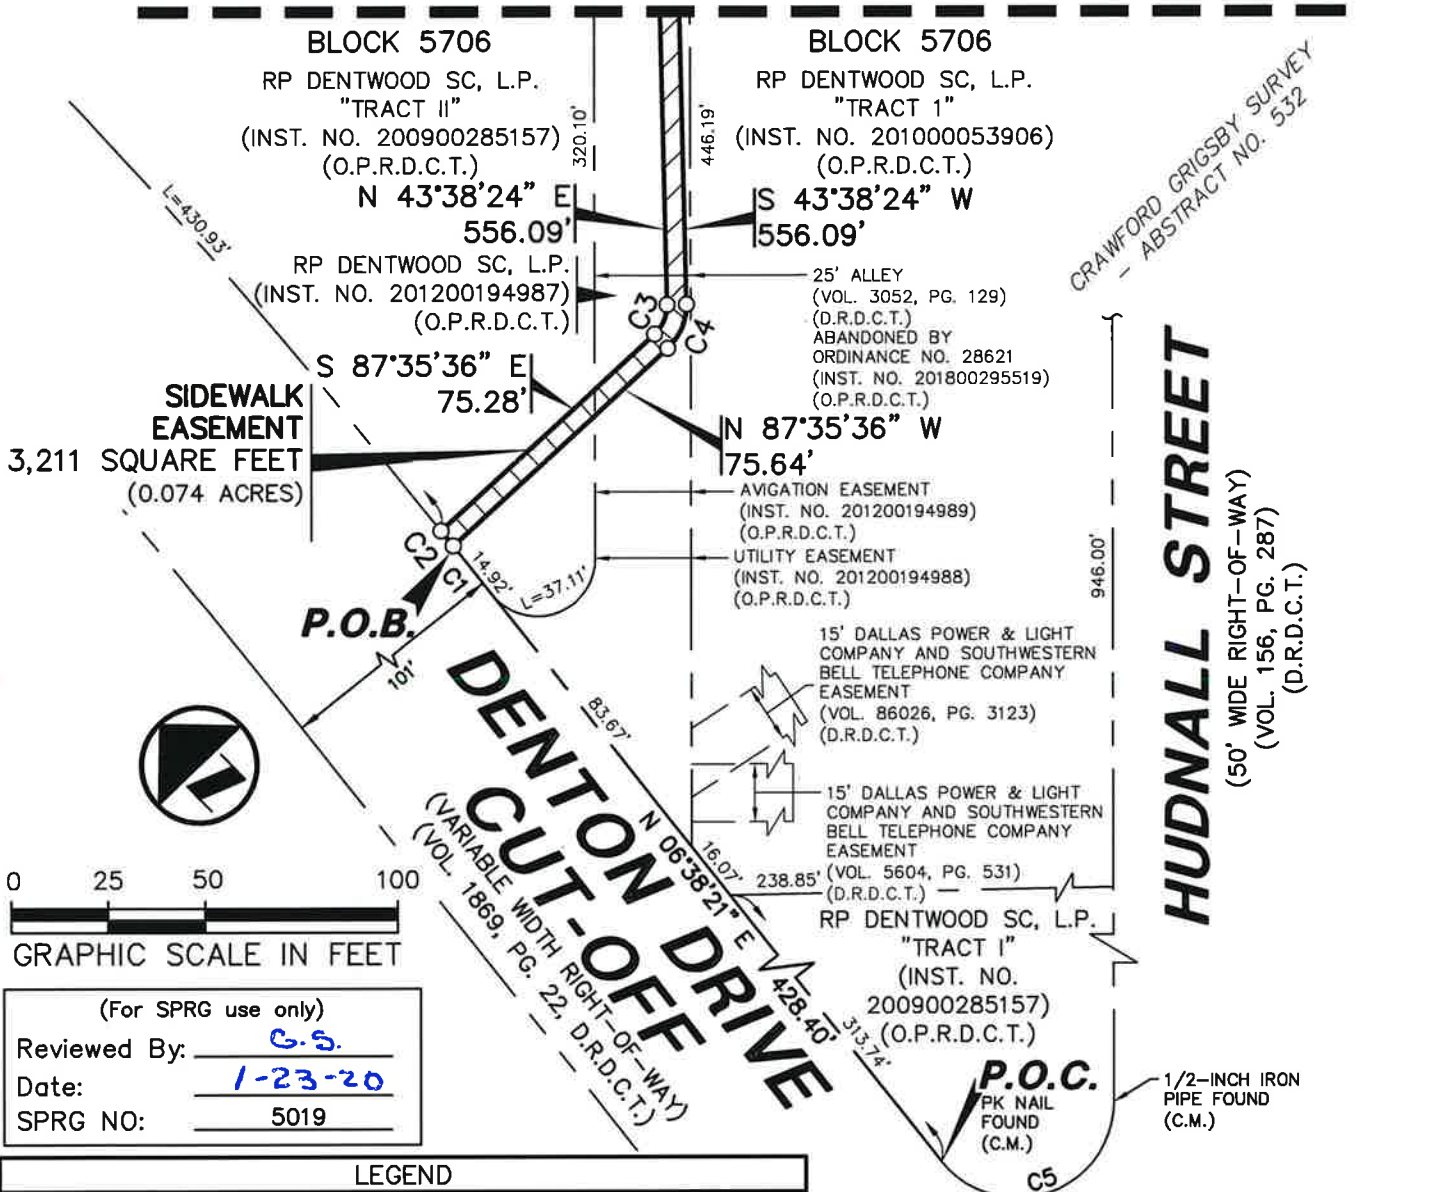 BLOCK 5706
RP DENTWOOD SC, L.P.
"TRACT II"
(INST. NO. 200900285157)
(O.P.R.D.C.T.)
320.10'
446.19'
BLOCK 5706
RP DENTWOOD SC, L.P.
"TRACT 1"
(INST. NO. 201000053906)
(O.P.R.D.C.T.)
CRAWFORD GRIGSBY SURVEY
- ABSTRACT NO. 532
L=430.93'
N 43°38'24" E
556.09'
S 43°38'24" W
556.09'
RP DENTWOOD SC, L.P.
(INST. NO. 201200194987)
(O.P.R.D.C.T.)
C3
C4
25' ALLEY
(VOL. 3052, PG. 129)
(D.R.D.C.T.)
ABANDONED BY
ORDINANCE NO. 28621
(INST. NO. 201800295519)
(O.P.R.D.C.T.)
S 87°35'36" E
75.28'
N 87°35'36" W
75.64'
SIDEWALK
EASEMENT
3,211 SQUARE FEET
(0.074 ACRES)
AVIGATION EASEMENT
(INST. NO. 201200194989)
(O.P.R.D.C.T.)
UTILITY EASEMENT
(INST. NO. 201200194988)
(O.P.R.D.C.T.)
HUDNALL STREET
(50' WIDE RIGHT-OF-WAY)
(VOL. 156, PG. 287)
(D.R.D.C.T.)
946.00'
C2
C1
14.92'
L=37.11'
P.O.B.
101'
15' DALLAS POWER & LIGHT
COMPANY AND SOUTHWESTERN
BELL TELEPHONE COMPANY
EASEMENT
(VOL. 86026, PG. 3123)
(D.R.D.C.T.)
83.67'
DENTON DRIVE
CUT-OFF
(VARIABLE WIDTH RIGHT-OF-WAY)
(VOL. 1869, PG. 22, D.R.D.C.T.)
15' DALLAS POWER & LIGHT
COMPANY AND SOUTHWESTERN
BELL TELEPHONE COMPANY
EASEMENT
(VOL. 5604, PG. 531)
(D.R.D.C.T.)
N 06°38'21" E
428.40'
16.07'
238.85'
313.74'
RP DENTWOOD SC, L.P.
"TRACT I"
(INST. NO.
200900285157)
(O.P.R.D.C.T.)
0 25 50 100
GRAPHIC SCALE IN FEET
(For SPRG use only)
Reviewed By: G.S.
Date: 1-23-20
SPRG NO: 5019
P.O.C.
PK NAIL
FOUND
(C.M.)
1/2-INCH IRON
PIPE FOUND
(C.M.)
C5
LEGEND